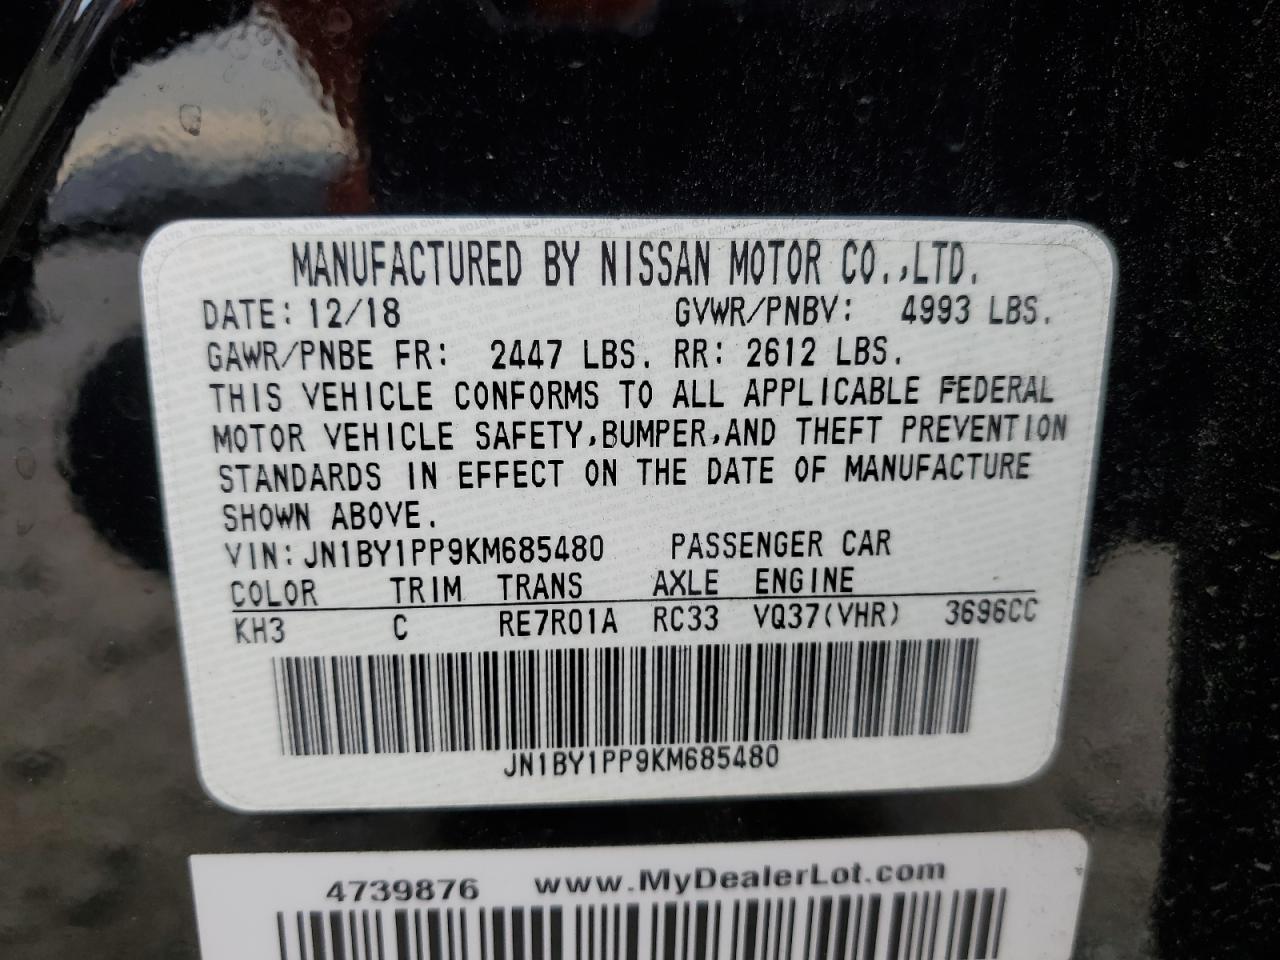 MANUFACTURED BY NISSAN MOTOR CO.,LTD.
DATE: 12/18 GVWR/PNBV: 4993 LBS.
GAWR/PNBE FR: 2447 LBS. RR: 2612 LBS.
THIS VEHICLE CONFORMS TO ALL APPLICABLE FEDERAL
MOTOR VEHICLE SAFETY,BUMPER,AND THEFT PREVENTION
STANDARDS IN EFFECT ON THE DATE OF MANUFACTURE
SHOWN ABOVE.
VIN: JN1BY1PP9KM685480 PASSENGER CAR
COLOR TRIM TRANS AXLE ENGINE
KH3 C RE7R01A RC33 VQ37(VHR) 3696CC
JN1BY1PP9KM685480
4739876 www.MyDealerLot.com